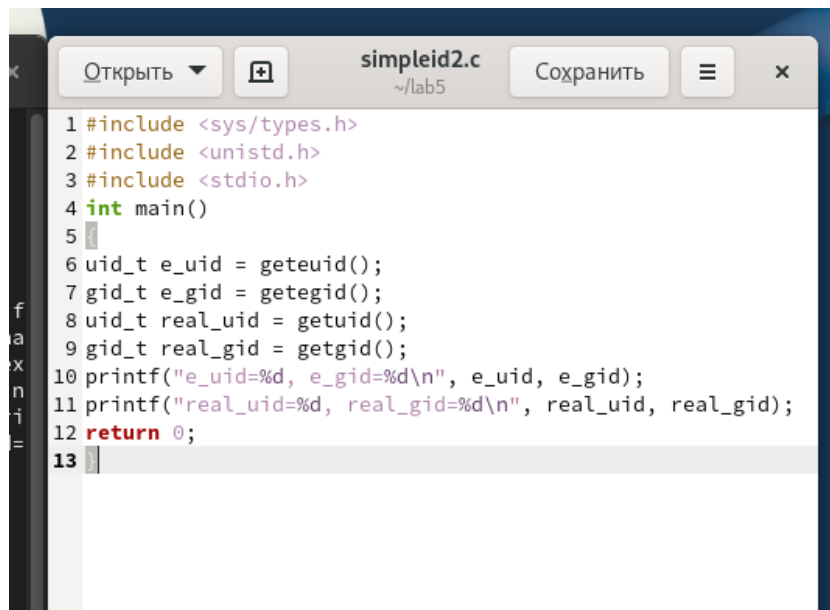 Открыть
simpleid2.c
~/lab5
Сохранить
1 #include <sys/types.h>
2 #include <unistd.h>
3 #include <stdio.h>
4 int main()
5 {
6 uid_t e_uid = geteuid();
7 gid_t e_gid = getegid();
8 uid_t real_uid = getuid();
9 gid_t real_gid = getgid();
10 printf("e_uid=%d, e_gid=%d\n", e_uid, e_gid);
11 printf("real_uid=%d, real_gid=%d\n", real_uid, real_gid);
12 return 0;
13 }